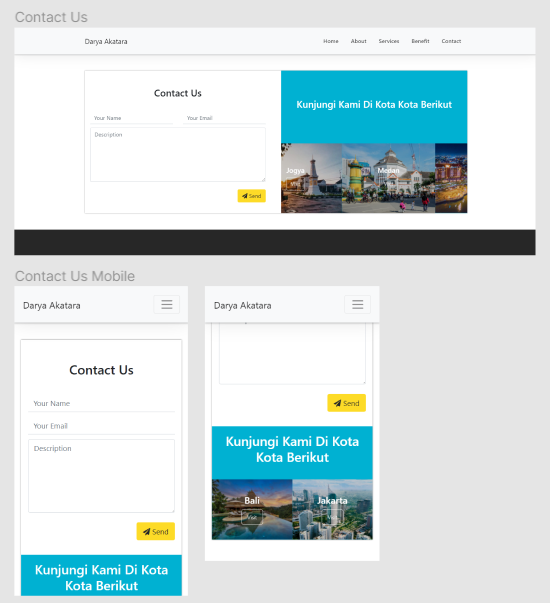 Contact Us
Darya Akatara
Home About Services Benefit Contact
Contact Us
Your Name Your Email
Description
Send
Kunjungi Kami Di Kota Kota Berikut
Jogya
Visit
Medan
Contact Us Mobile
Darya Akatara
Contact Us
Your Name
Your Email
Description
Send
Kunjungi Kami Di Kota
Kota Berikut
Darya Akatara
Send
Kunjungi Kami Di Kota
Kota Berikut
Bali
Visit
Jakarta
Visit